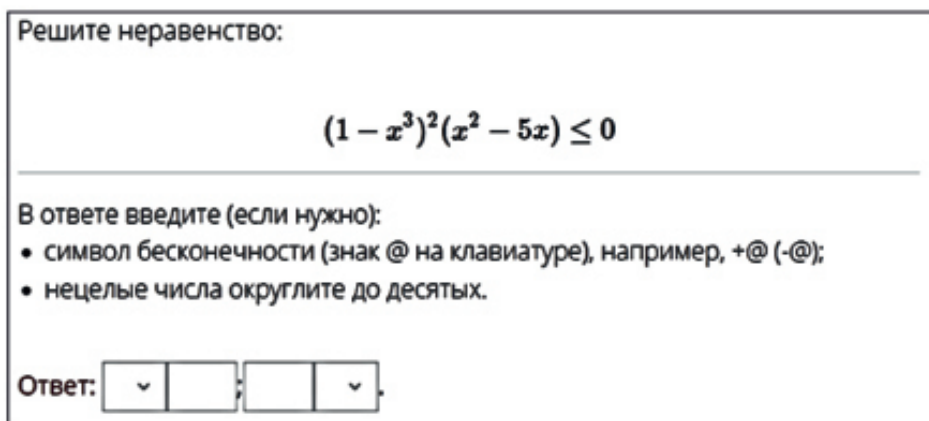 Решите неравенство:
(1 − x³)²(x² − 5x) ≤ 0
В ответе введите (если нужно):
• символ бесконечности (знак @ на клавиатуре), например, +@ (-@);
• нецелые числа округлите до десятых.
Ответ: ; .